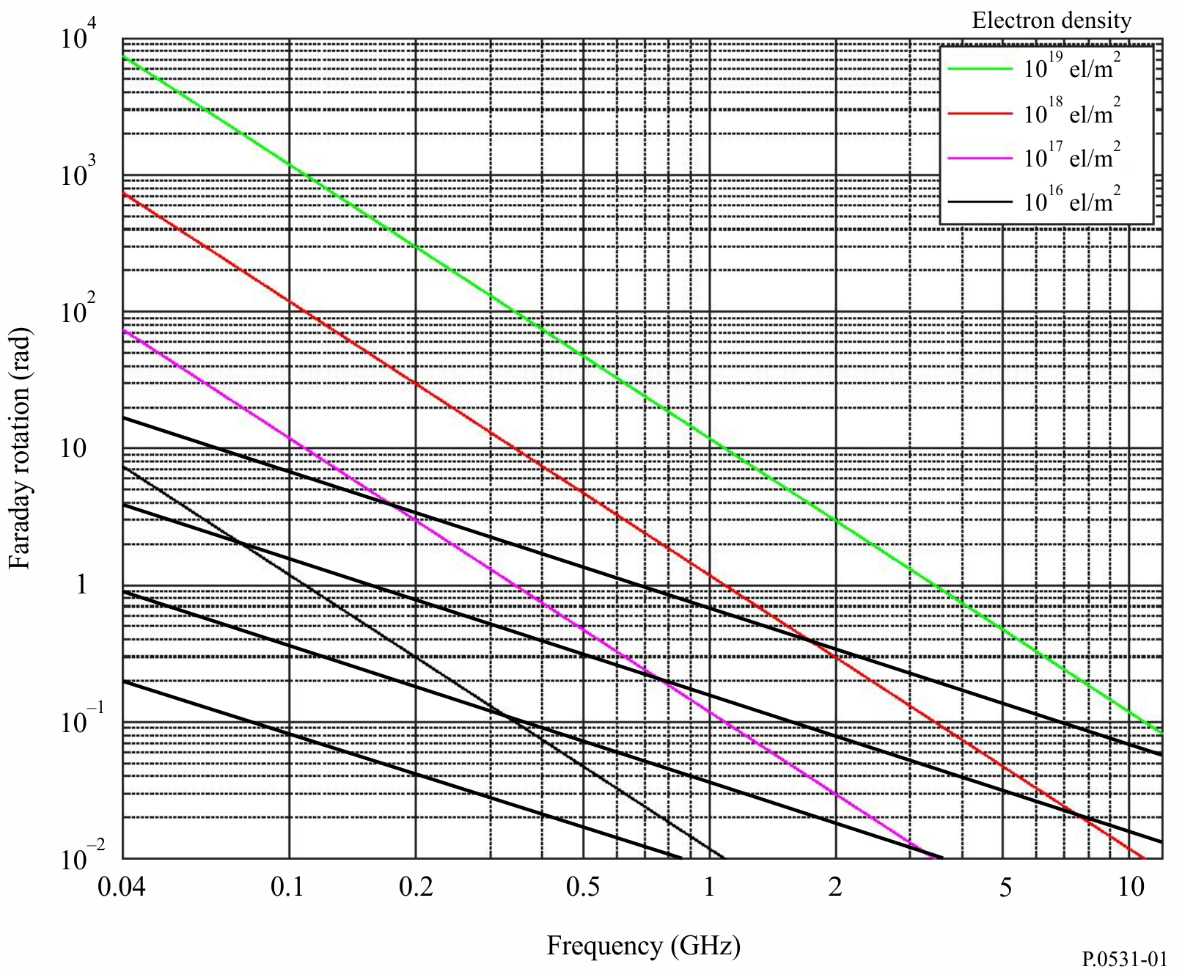 Electron density
10^19 el/m^2
10^18 el/m^2
10^17 el/m^2
10^16 el/m^2
Faraday rotation (rad)
10^4
10^3
10^2
10
1
10^–1
10^–2
0.04 0.1 0.2 0.5 1 2 5 10
Frequency (GHz)
P.0531-01